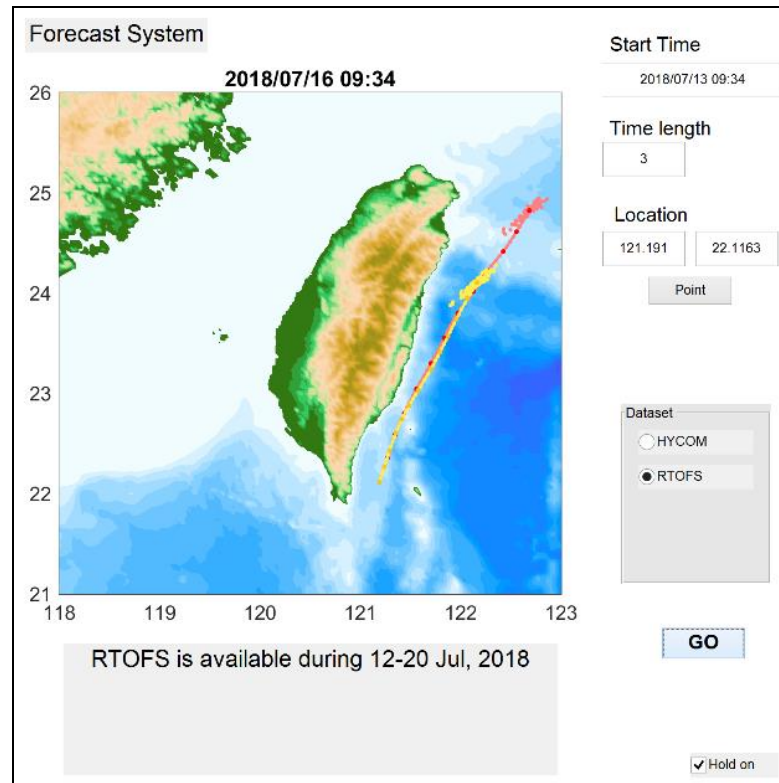 Forecast System
2018/07/16 09:34
26
25
24
23
22
21
118 119 120 121 122 123
RTOFS is available during 12-20 Jul, 2018
Start Time
2018/07/13 09:34
Time length
3
Location
121.191 22.1163
Point
Dataset
HYCOM
RTOFS
GO
Hold on